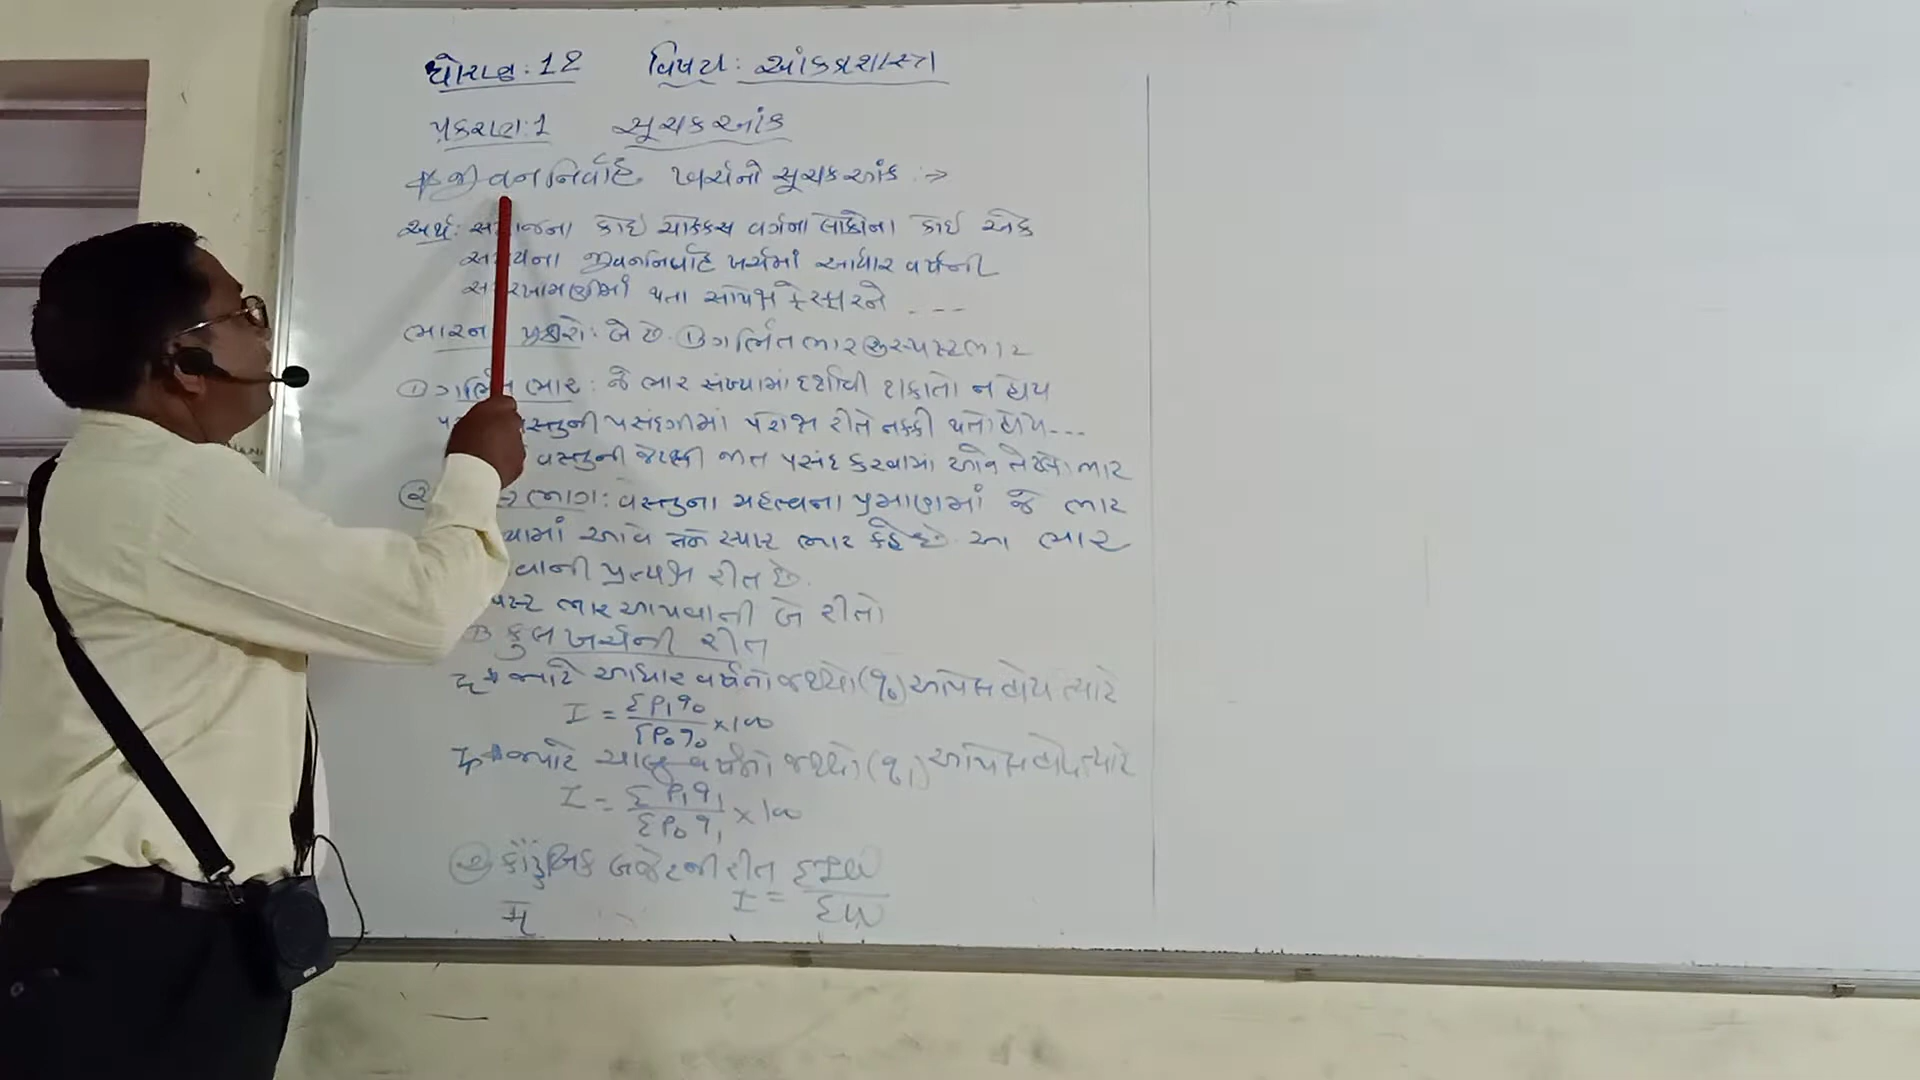 ધોરણ : 12 વિષય : આંકડાશાસ્ત્ર
પ્રકરણ : 1 સૂચક આંક
* જીવનનિર્વાહ ખર્ચનો સૂચક આંક : →
અર્થ : સમાજના કોઈ ચોક્કસ વર્ગના લોકોના કોઈ એક
સમયના જીવનનિર્વાહ ખર્ચમાં આધાર વર્ષની
સરખામણીમાં થતા સાપેક્ષ ફેરફારને - - -
ભારના પ્રકારો : બે છે. ① ગર્ભિત ભાર ② સ્પષ્ટ ભાર
① ગર્ભિત ભાર : જે ભાર સંખ્યામાં દર્શાવી શકાતો ન હોય
વસ્તુની પસંદગીમાં પરોક્ષ રીતે નક્કી થતો હોય - - -
વસ્તુની જેટલી જાત પસંદ કરવામાં આવે તેટલો ભાર
② ભાગ : વસ્તુના મહત્વના પ્રમાણમાં જે ભાર
આવે તેને સ્પષ્ટ ભાર કહે છે. આ ભાર
પ્રત્યક્ષ રીત છે.
ભાર આપવાની બે રીતો
① કુલ ખર્ચની રીત
* જ્યારે આધાર વર્ષનો જથ્થો (q₀) આપેલ હોય ત્યારે
I = Σp₁q₀ / Σp₀q₀ × 100
* જ્યારે ચાલુ વર્ષનો જથ્થો (q₁) આપેલ હોય ત્યારે
I = Σp₁q₁ / Σp₀q₁ × 100
② કૌટુંબિક બજેટની રીત
I = ΣIW / ΣW